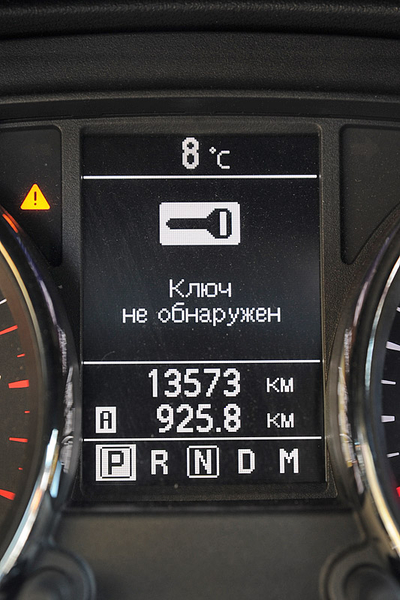 8 °C
Ключ
не обнаружен
13573 км
A 925.8 км
P R N D M